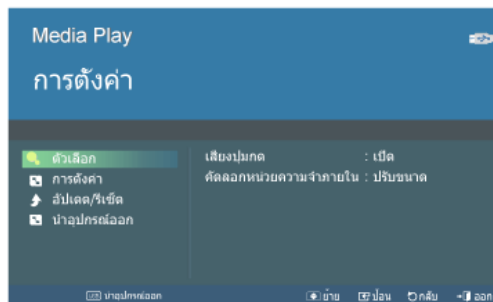 Media Play
การตั้งค่า
ตัวเลือก
เสียงปุ่มกด : เปิด
การตั้งค่า
คัดลอกหน่วยความจำภายใน : ปรับขนาด
อัปเดต/รีเซ็ต
นำอุปกรณ์ออก
นำอุปกรณ์ออก
ย้าย ป้อน กลับ ออก